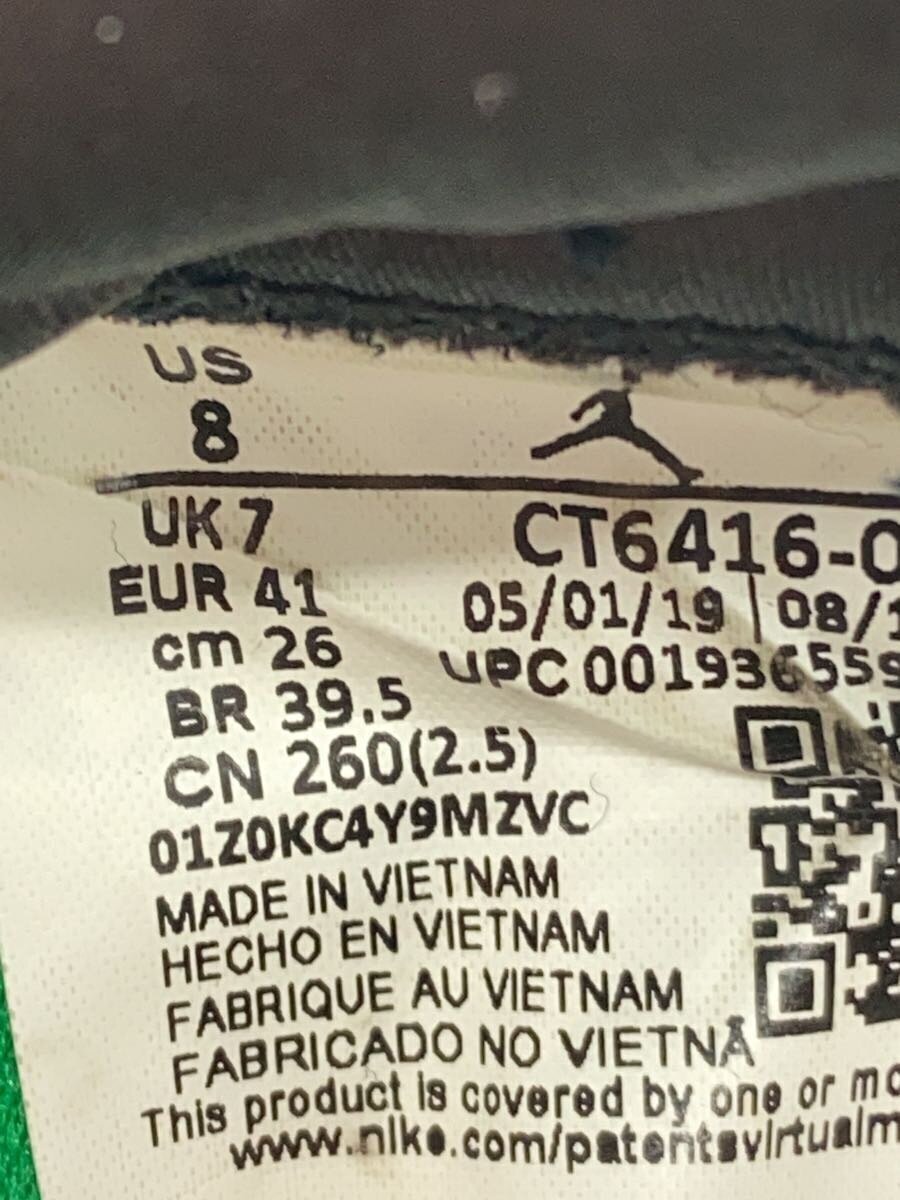 US
8
UK 7
CT6416-0
EUR 41
05/01/19 | 08/1
cm 26
UPC 001936559
BR 39.5
CN 260(2.5)
01Z0KC4Y9MZVC
MADE IN VIETNAM
HECHO EN VIETNAM
FABRIQUE AU VIETNAM
FABRICADO NO VIETNÃ
This product is covered by one or mo
www.nike.com/patentsvirtualm